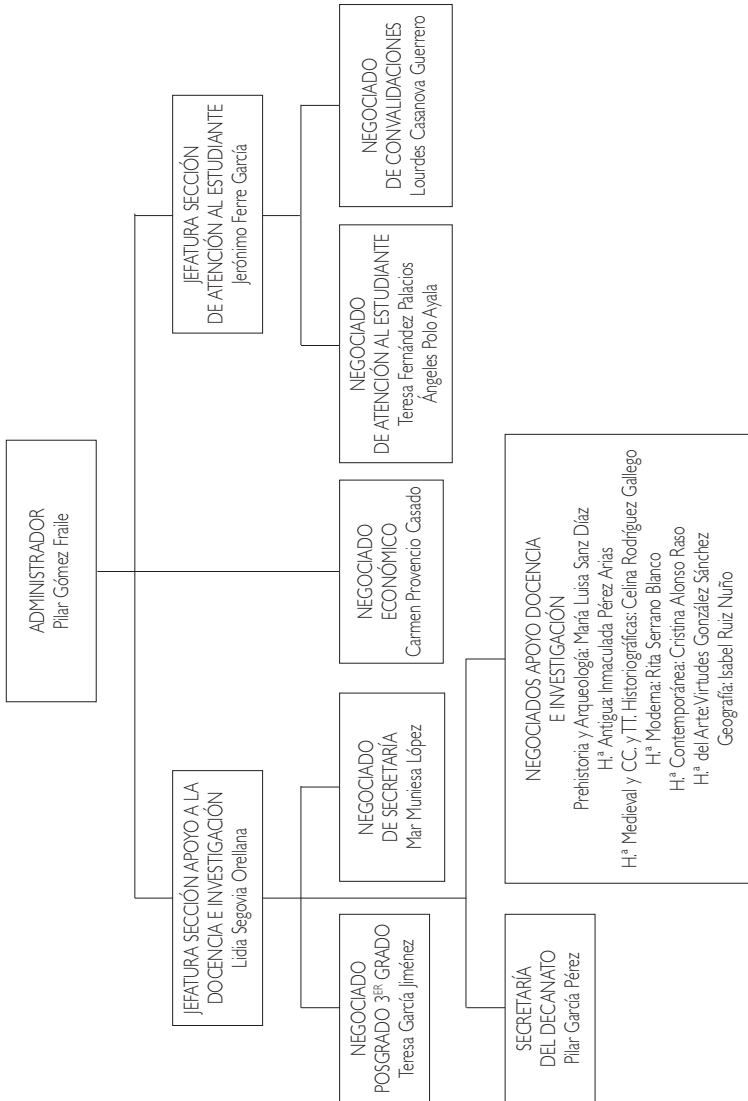 ADMINISTRADOR
Pilar Gómez Fraile
JEFATURA SECCIÓN APOYO A LA
DOCENCIA E INVESTIGACIÓN
Lidia Segovia Orellana
JEFATURA SECCIÓN
DE ATENCIÓN AL ESTUDIANTE
Jerónimo Ferre García
NEGOCIADO
POSGRADO 3ER GRADO
Teresa García Jiménez
NEGOCIADO
DE SECRETARÍA
Mar Muniesa López
NEGOCIADO
ECONÓMICO
Carmen Provencio Casado
NEGOCIADO
DE ATENCIÓN AL ESTUDIANTE
Teresa Fernández Palacios
Ángeles Polo Ayala
NEGOCIADO
DE CONVALIDACIONES
Lourdes Casanova Guerrero
SECRETARÍA
DEL DECANATO
Pilar García Pérez
NEGOCIADOS APOYO DOCENCIA
E INVESTIGACIÓN
Prehistoria y Arqueología: María Luisa Sanz Díaz
H.ª Antigua: Inmaculada Pérez Arias
H.ª Medieval y CC. y TT. Historiográficas: Celina Rodríguez Gallego
H.ª Moderna: Rita Serrano Blanco
H.ª Contemporánea: Cristina Alonso Raso
H.ª del Arte: Virtudes González Sánchez
Geografía: Isabel Ruiz Nuño